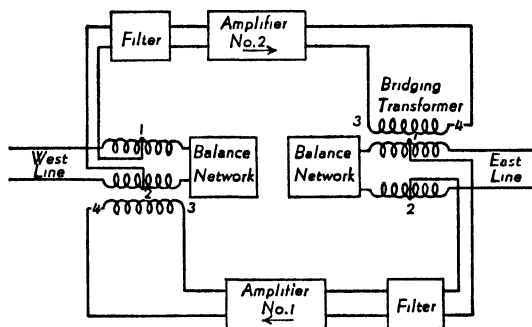 Filter
Amplifier
No.2
Bridging
Transformer
3
4
1
1
West
Line
Balance
Network
Balance
Network
East
Line
2
2
4
3
Amplifier
No.1
Filter